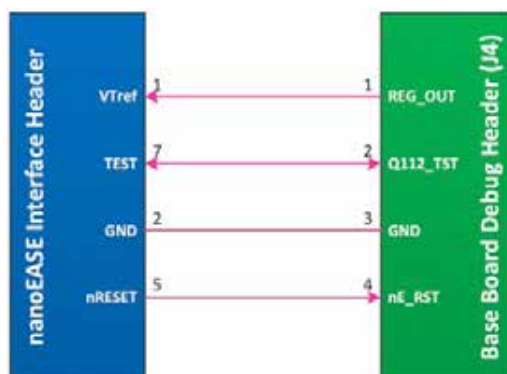 nanoEASE Interface Header
VTref 1 1 REG_OUT
TEST 7 2 Q112_TST
GND 2 3 GND
nRESET 5 4 nE_RST
Base Board Debug Header (J4)